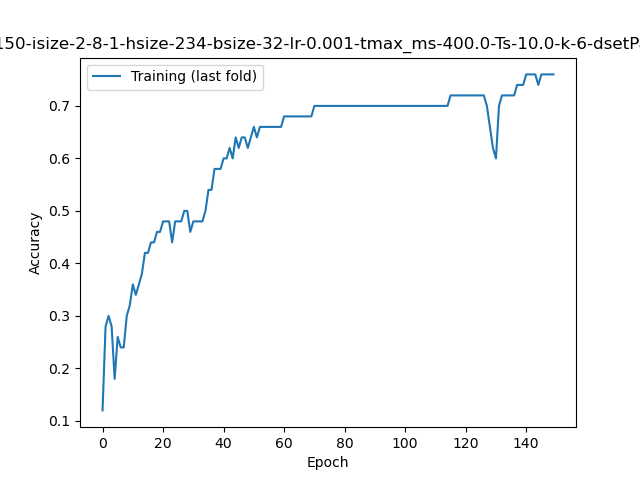 150-isize-2-8-1-hsize-234-bsize-32-lr-0.001-tmax_ms-400.0-Ts-10.0-k-6-dsetPa
Training (last fold)
Accuracy
0.7
0.6
0.5
0.4
0.3
0.2
0.1
0 20 40 60 80 100 120 140
Epoch